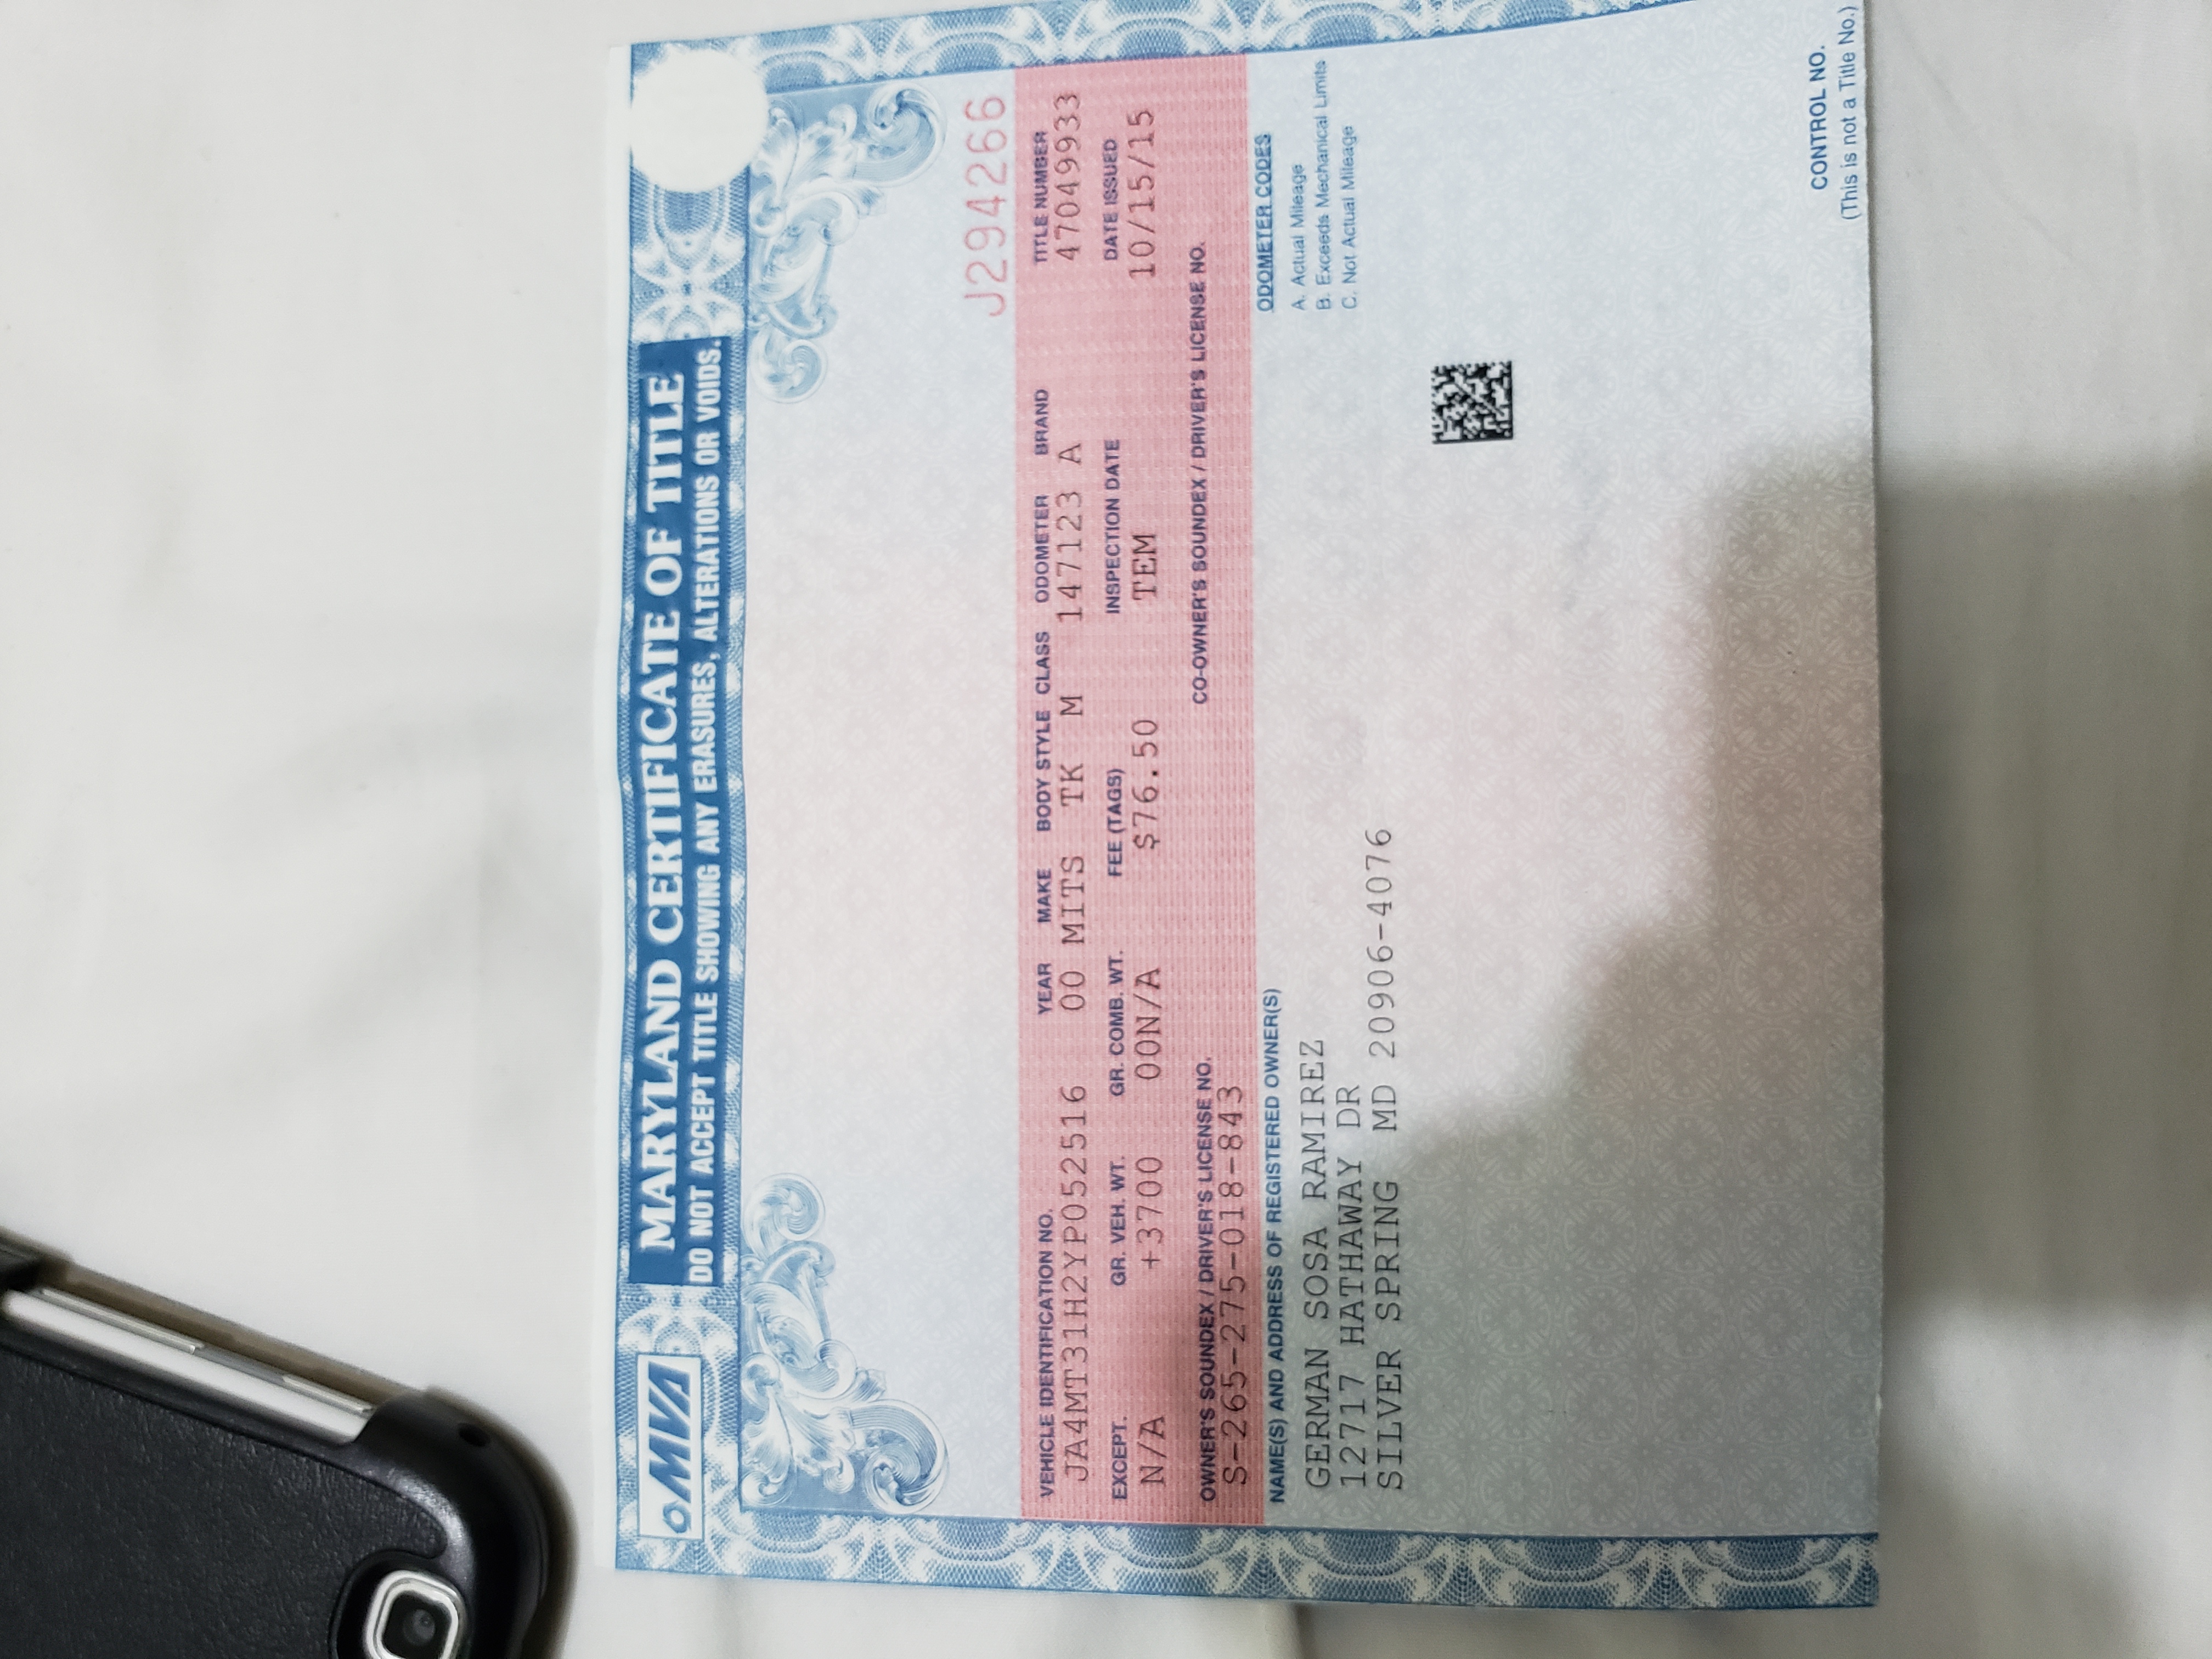 MVA
MARYLAND CERTIFICATE OF TITLE
DO NOT ACCEPT TITLE SHOWING ANY ERASURES, ALTERATIONS OR VOIDS.
J294266
VEHICLE IDENTIFICATION NO. YEAR MAKE BODY STYLE CLASS ODOMETER BRAND TITLE NUMBER
JA4MT31H2YP052516 00 MITS TK M 147123 A 47049933
EXCEPT. GR. VEH. WT. GR. COMB. WT. FEE (TAGS) INSPECTION DATE DATE ISSUED
N/A +3700 00N/A $76.50 TEM 10/15/15
OWNER'S SOUNDEX / DRIVER'S LICENSE NO. CO-OWNER'S SOUNDEX / DRIVER'S LICENSE NO.
S-265-275-018-843
NAME(S) AND ADDRESS OF REGISTERED OWNER(S)
GERMAN SOSA RAMIREZ
12717 HATHAWAY DR
SILVER SPRING MD 20906-4076
ODOMETER CODES
A. Actual Mileage
B. Exceeds Mechanical Limits
C. Not Actual Mileage
CONTROL NO.
(This is not a Title No.)